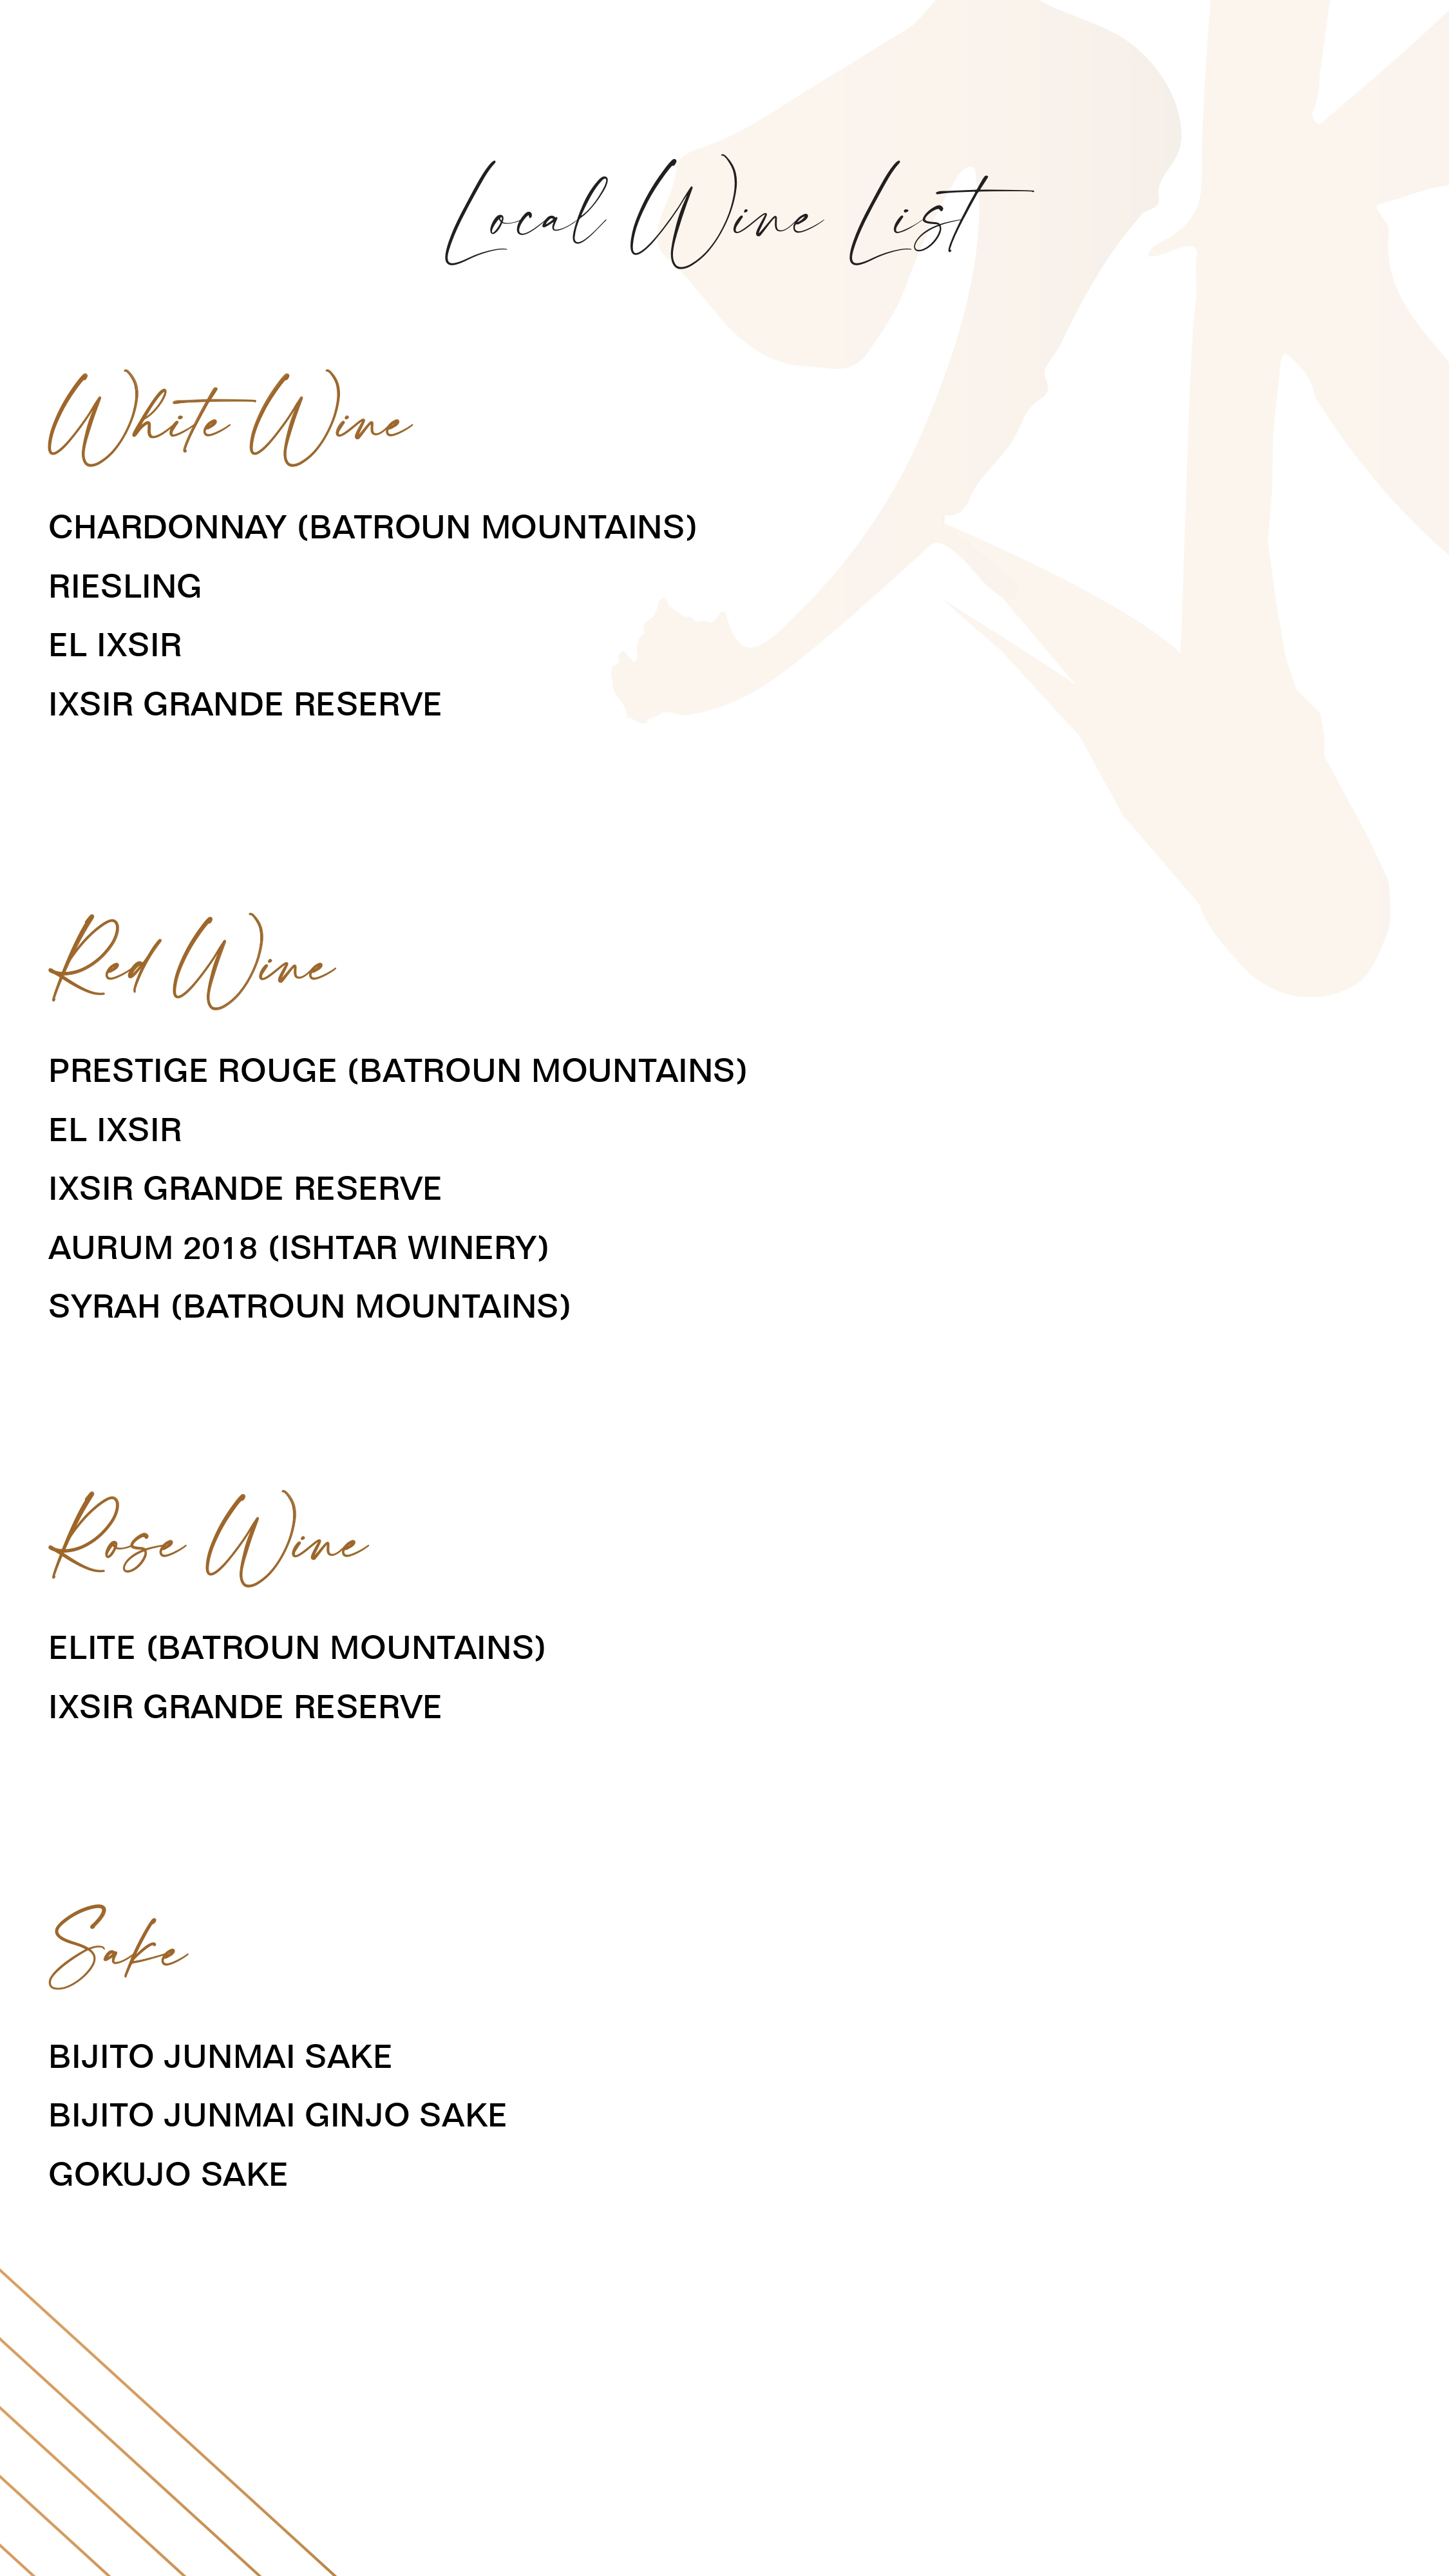 Local Wine List
White Wine
CHARDONNAY (BATROUN MOUNTAINS)
RIESLING
EL IXSIR
IXSIR GRANDE RESERVE
Red Wine
PRESTIGE ROUGE (BATROUN MOUNTAINS)
EL IXSIR
IXSIR GRANDE RESERVE
AURUM 2018 (ISHTAR WINERY)
SYRAH (BATROUN MOUNTAINS)
Rose Wine
ELITE (BATROUN MOUNTAINS)
IXSIR GRANDE RESERVE
Sake
BIJITO JUNMAI SAKE
BIJITO JUNMAI GINJO SAKE
GOKUJO SAKE